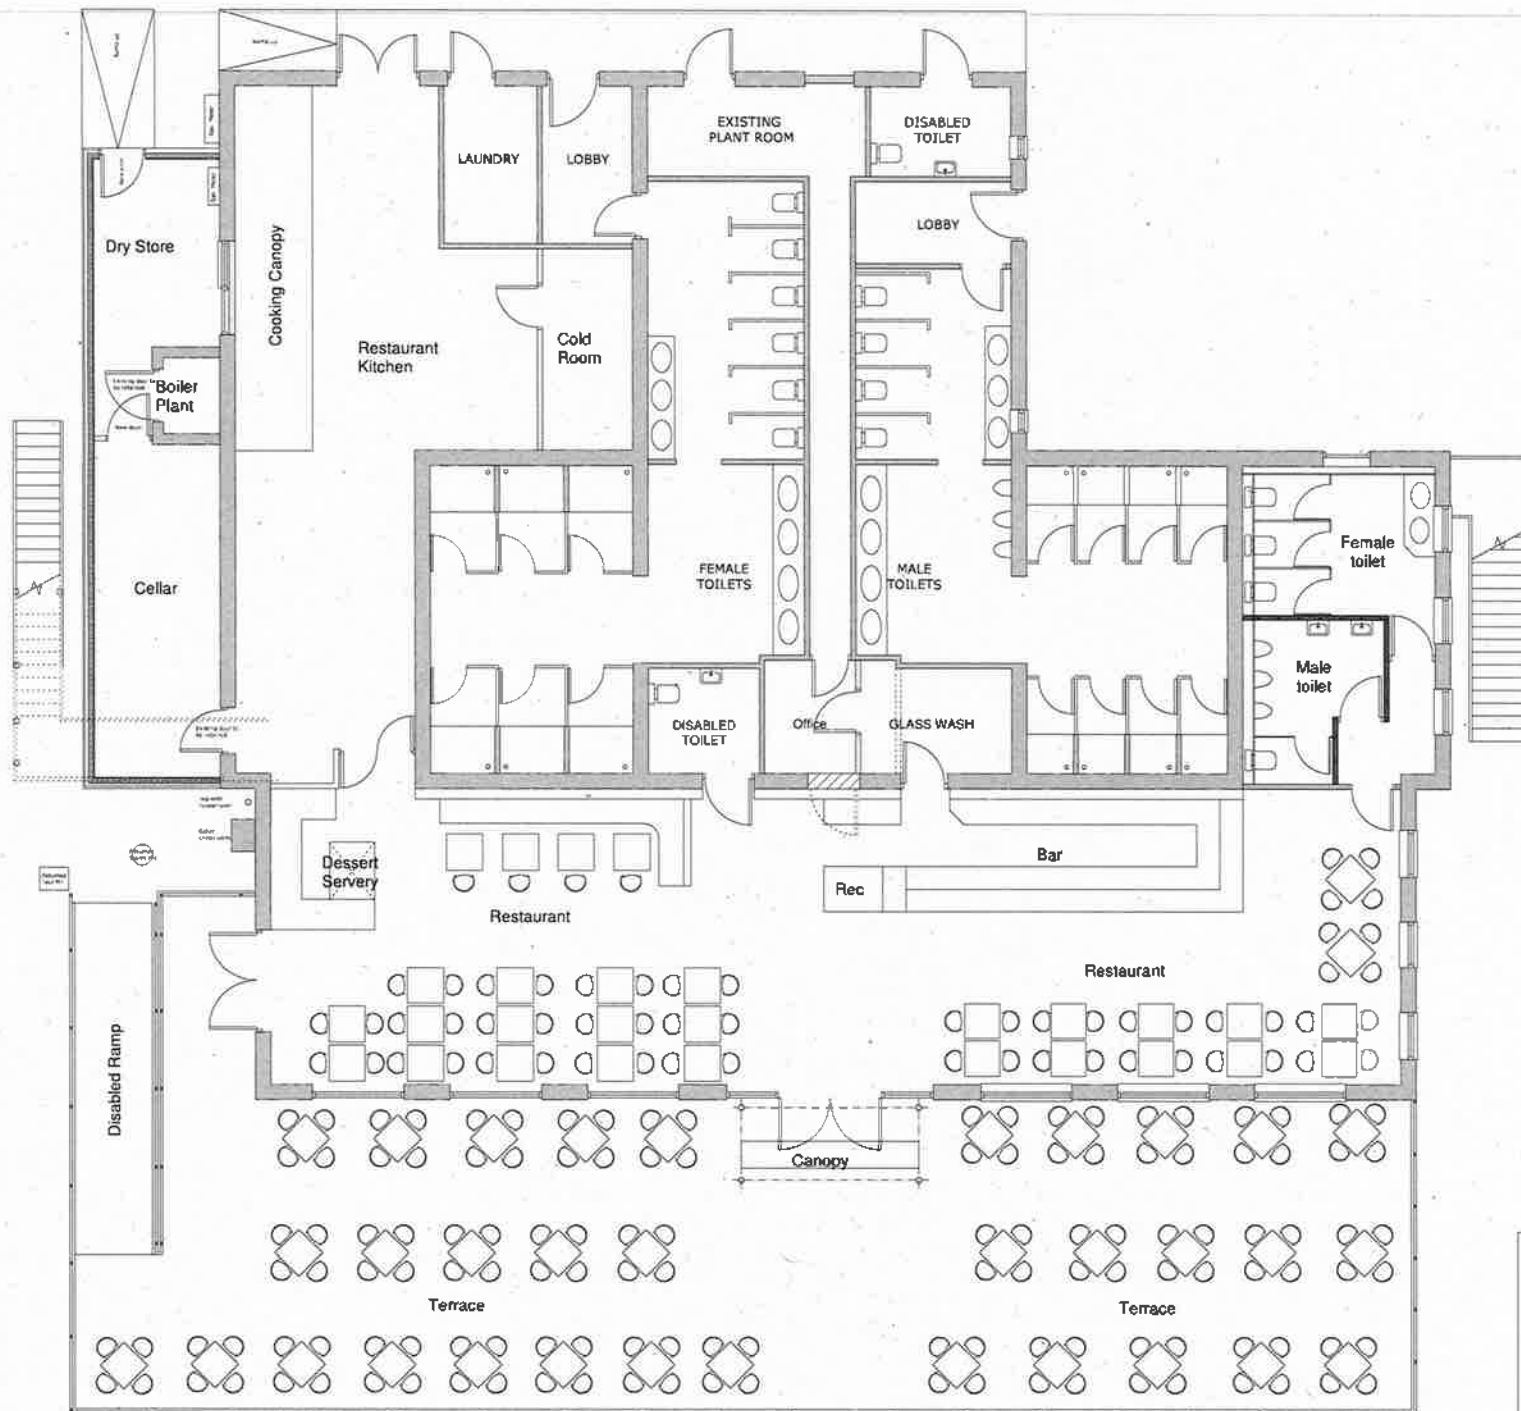 EXISTING
PLANT ROOM
DISABLED
TOILET
LAUNDRY
LOBBY
LOBBY
Dry Store
Cooking Canopy
Restaurant
Kitchen
Cold
Room
Boiler
Plant
Cellar
FEMALE
TOILETS
MALE
TOILETS
Female
toilet
Male
toilet
DISABLED
TOILET
Office
GLASS WASH
Dessert
Servery
Bar
Rec
Restaurant
Restaurant
Disabled Ramp
Canopy
Terrace
Terrace